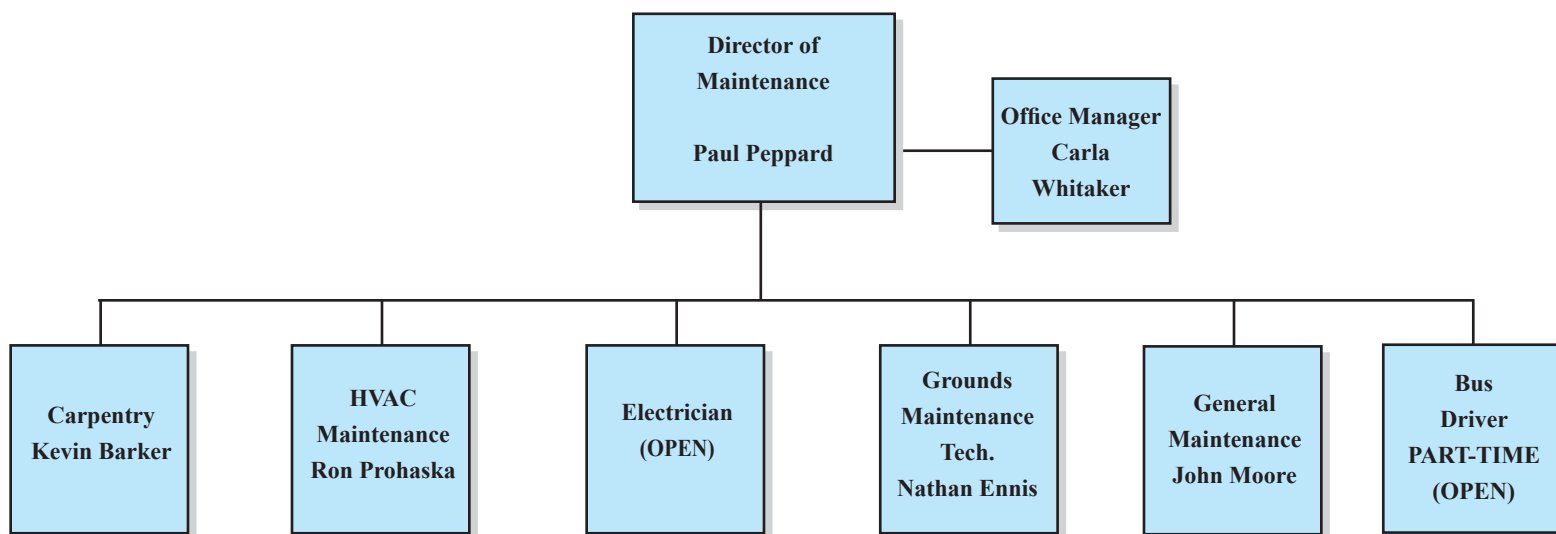 Director of
Maintenance
Paul Peppard
Office Manager
Carla
Whitaker
Carpentry
Kevin Barker
HVAC
Maintenance
Ron Prohaska
Electrician
(OPEN)
Grounds
Maintenance
Tech.
Nathan Ennis
General
Maintenance
John Moore
Bus
Driver
PART-TIME
(OPEN)